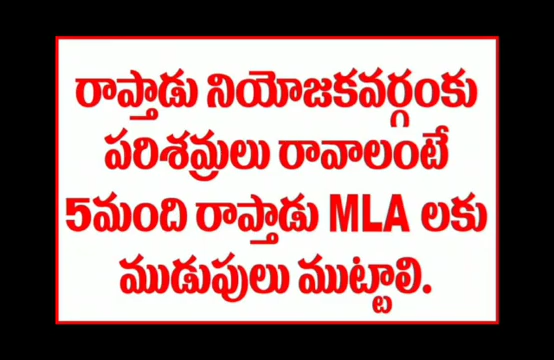 రాప్తాడు నియోజకవర్గంకు
పరిశమ్రలు రావాలంటే
5మంది రాప్తాడు MLA లకు
ముడుపులు ముట్టాలి.